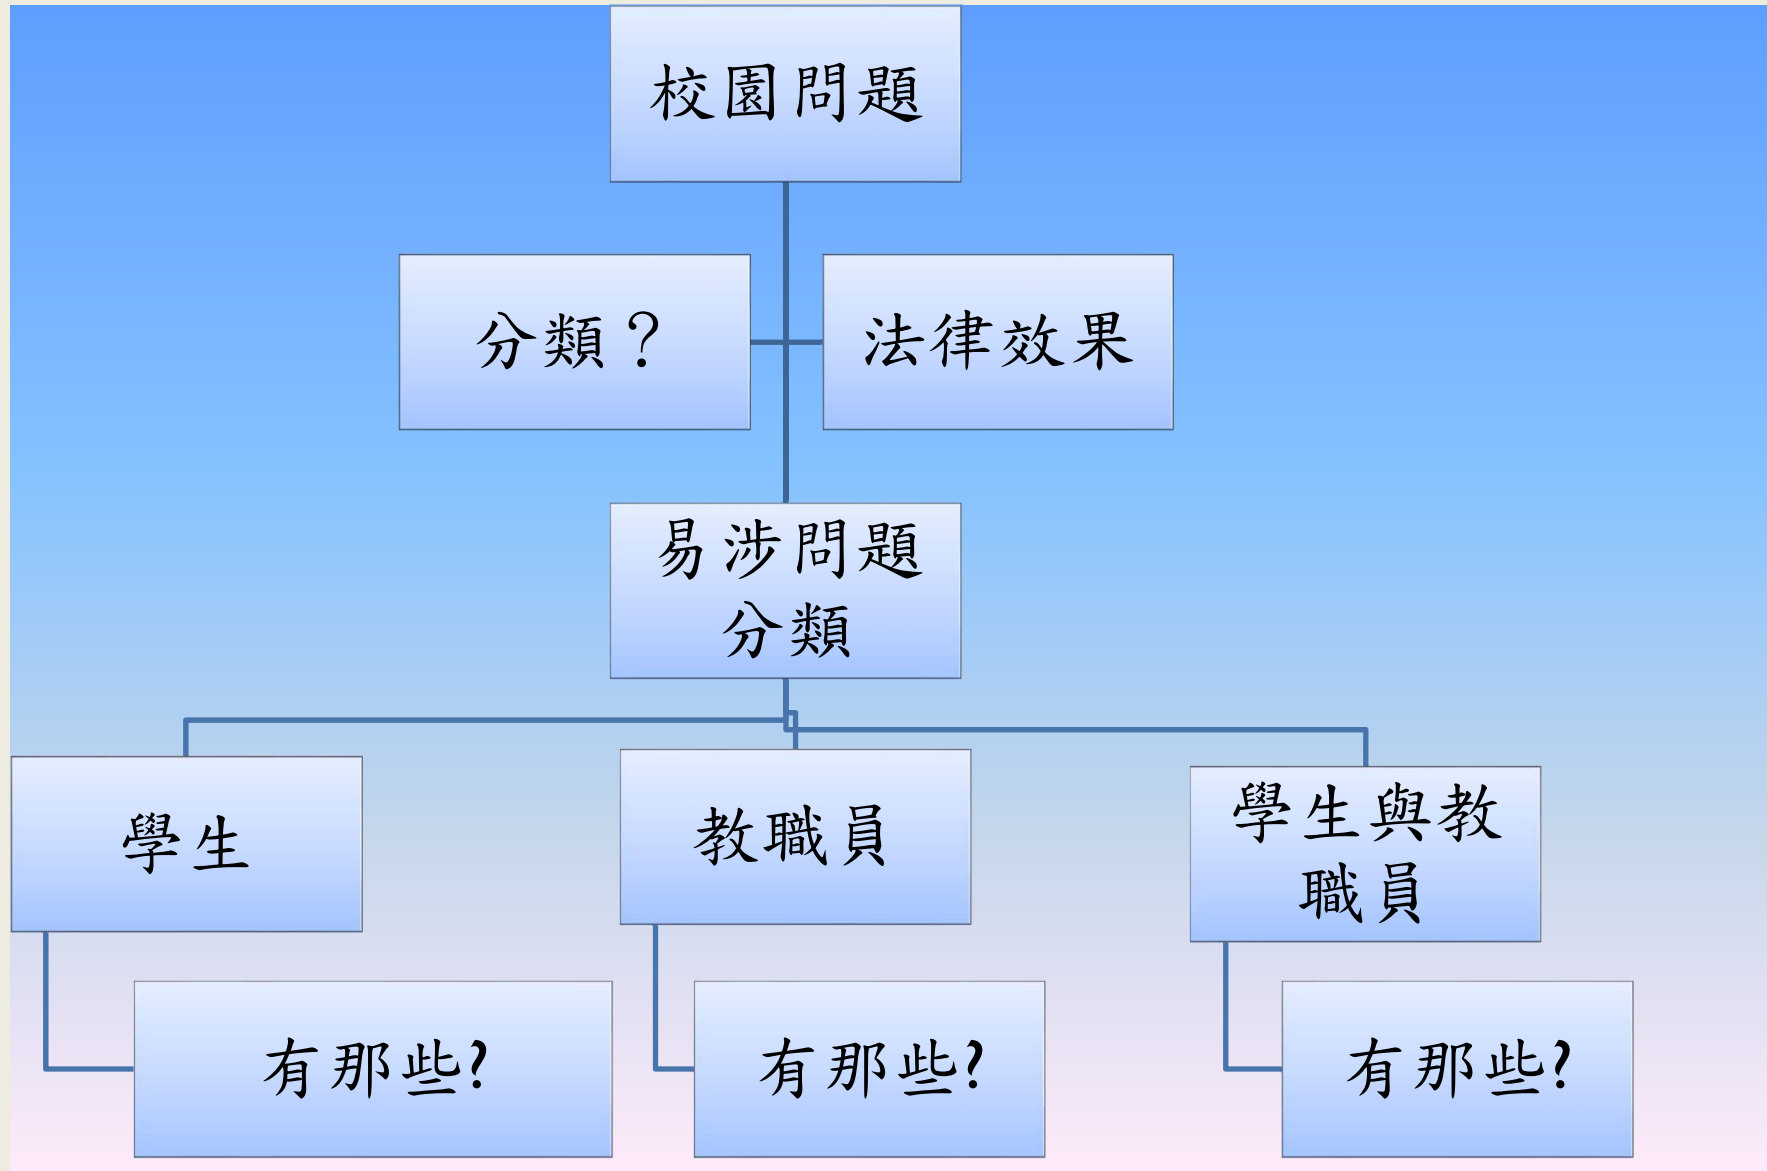 校園問題
分類？
法律效果
易涉問題
分類
學生
教職員
學生與教
職員
有那些?
有那些?
有那些?